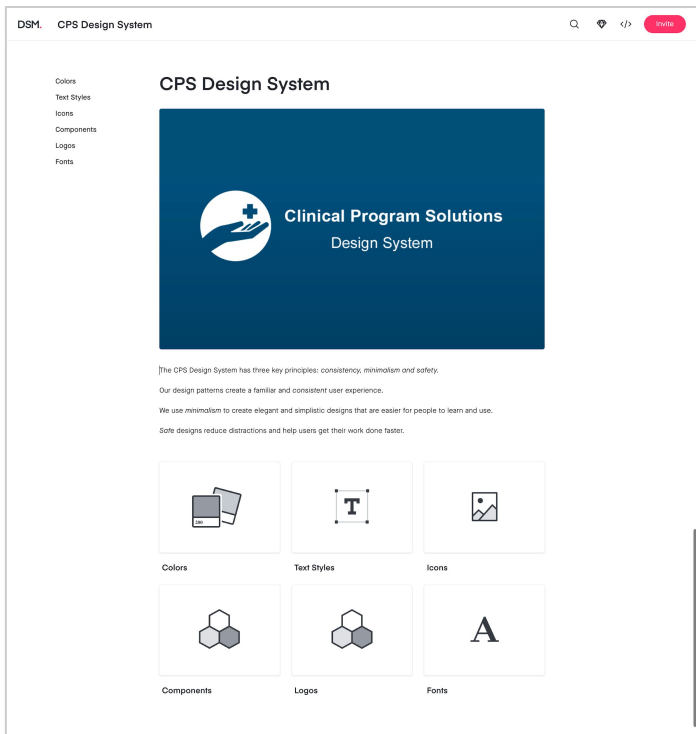 DSM. CPS Design System
</> Invite
Colors
Text Styles
Icons
Components
Logos
Fonts
CPS Design System
Clinical Program Solutions
Design System
The CPS Design System has three key principles: consistency, minimalism and safety.
Our design patterns create a familiar and consistent user experience.
We use minimalism to create elegant and simplistic designs that are easier for people to learn and use.
Safe designs reduce distractions and help users get their work done faster.
200
T
Colors
Text Styles
Icons
A
Components
Logos
Fonts